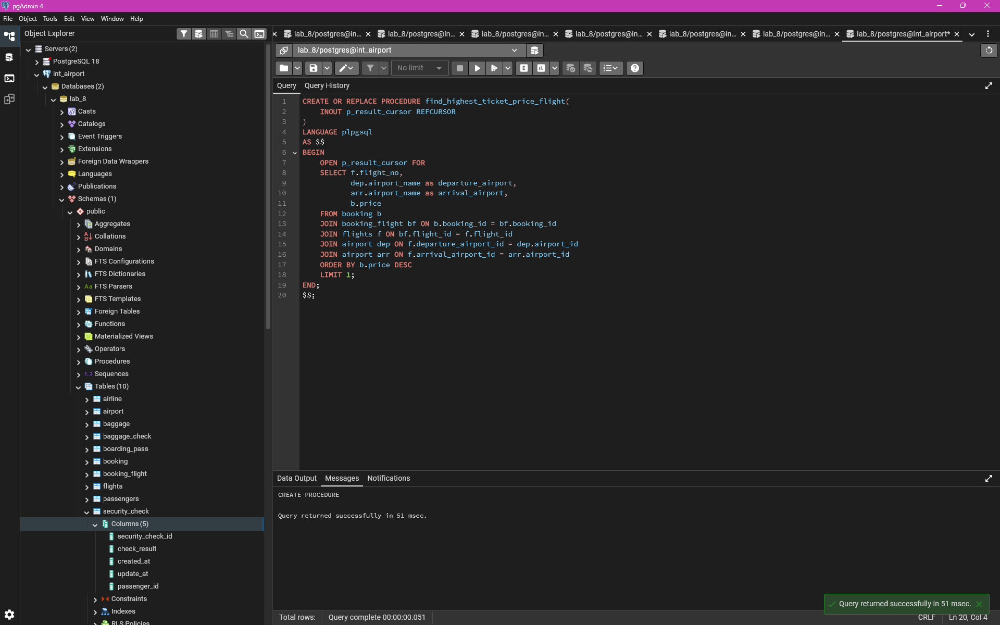 pgAdmin 4
File Object Tools Edit View Window Help
Object Explorer
Servers (2)
PostgreSQL 18
int_airport
Databases (2)
lab_8
Casts
Catalogs
Event Triggers
Extensions
Foreign Data Wrappers
Languages
Publications
Schemas (1)
public
Aggregates
Collations
Domains
FTS Configurations
FTS Dictionaries
Aa FTS Parsers
FTS Templates
Foreign Tables
Functions
Materialized Views
Operators
Procedures
1..3 Sequences
Tables (10)
airline
airport
baggage
baggage_check
boarding_pass
booking
booking_flight
flights
passengers
security_check
Columns (5)
security_check_id
check_result
created_at
update_at
passenger_id
Constraints
Indexes
RLS Policies
lab_8/postgres@in... lab_8/postgres@in... lab_8/postgres@in... lab_8/postgres@in... lab_8/postgres@in... lab_8/postgres@in... lab_8/postgres@int_airport*
lab_8/postgres@int_airport
No limit E
Query Query History
1 CREATE OR REPLACE PROCEDURE find_highest_ticket_price_flight(
2 INOUT p_result_cursor REFCURSOR
3 )
4 LANGUAGE plpgsql
5 AS $$
6 BEGIN
7 OPEN p_result_cursor FOR
8 SELECT f.flight_no,
9 dep.airport_name as departure_airport,
10 arr.airport_name as arrival_airport,
11 b.price
12 FROM booking b
13 JOIN booking_flight bf ON b.booking_id = bf.booking_id
14 JOIN flights f ON bf.flight_id = f.flight_id
15 JOIN airport dep ON f.departure_airport_id = dep.airport_id
16 JOIN airport arr ON f.arrival_airport_id = arr.airport_id
17 ORDER BY b.price DESC
18 LIMIT 1;
19 END;
20 $$;
Data Output Messages Notifications
CREATE PROCEDURE
Query returned successfully in 51 msec.
Query returned successfully in 51 msec.
Total rows: Query complete 00:00:00.051 CRLF Ln 20, Col 4